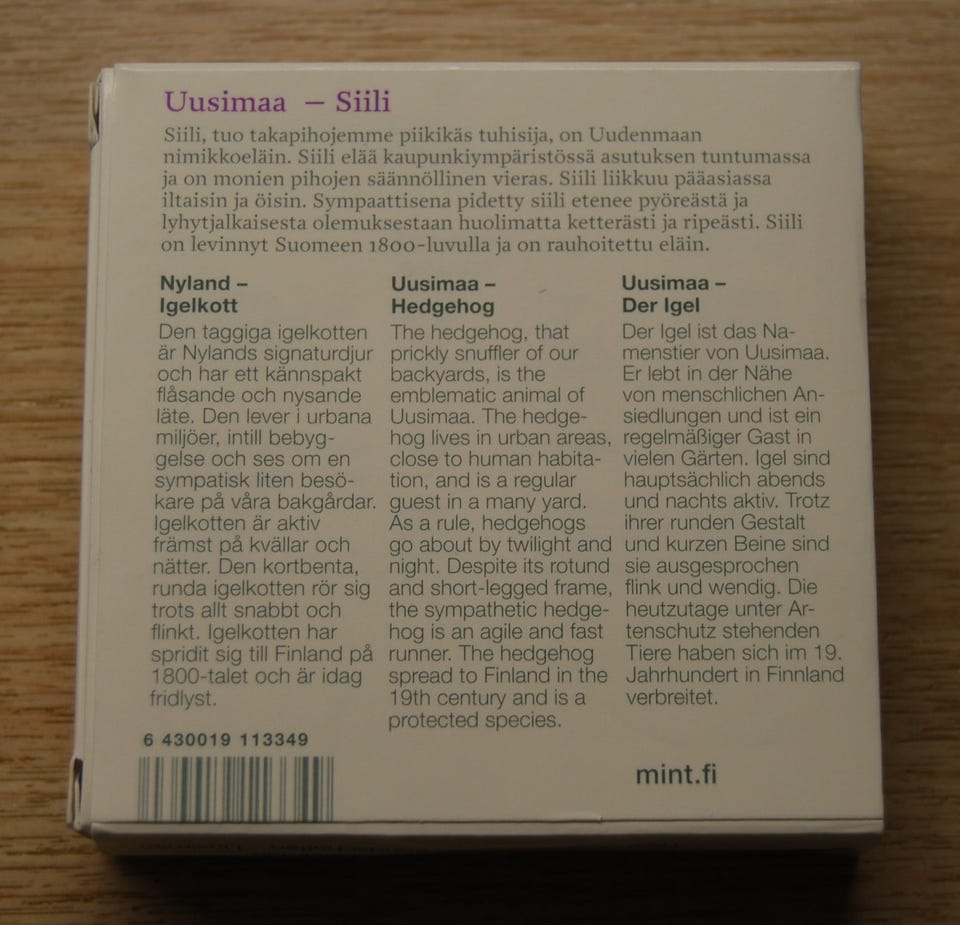 Uusimaa – Siili
Siili, tuo takapihojemme piikikäs tuhisija, on Uudenmaan
nimikkoeläin. Siili elää kaupunkiympäristössä asutuksen tuntumassa
ja on monien pihojen säännöllinen vieras. Siili liikkuu pääasiassa
iltaisin ja öisin. Sympaattisena pidetty siili etenee pyöreästä ja
lyhytjalkaisesta olemuksestaan huolimatta ketterästi ja ripeästi. Siili
on levinnyt Suomeen 1800-luvulla ja on rauhoitettu eläin.
Nyland –
Igelkott
Den taggiga igelkotten
är Nylands signaturdjur
och har ett kännspakt
flåsande och nysande
läte. Den lever i urbana
miljöer, intill bebyg-
gelse och ses om en
sympatisk liten besö-
kare på våra bakgårdar.
Igelkotten är aktiv
främst på kvällar och
nätter. Den kortbenta,
runda igelkotten rör sig
trots allt snabbt och
flinkt. Igelkotten har
spridit sig till Finland på
1800-talet och är idag
fridlyst.
Uusimaa –
Hedgehog
The hedgehog, that
prickly snuffler of our
backyards, is the
emblematic animal of
Uusimaa. The hedge-
hog lives in urban areas,
close to human habita-
tion, and is a regular
guest in a many yard.
As a rule, hedgehogs
go about by twilight and
night. Despite its rotund
and short-legged frame,
the sympathetic hedge-
hog is an agile and fast
runner. The hedgehog
spread to Finland in the
19th century and is a
protected species.
Uusimaa –
Der Igel
Der Igel ist das Na-
menstier von Uusimaa.
Er lebt in der Nähe
von menschlichen An-
siedlungen und ist ein
regelmäßiger Gast in
vielen Gärten. Igel sind
hauptsächlich abends
und nachts aktiv. Trotz
ihrer runden Gestalt
und kurzen Beine sind
sie ausgesprochen
flink und wendig. Die
heutzutage unter Ar-
tenschutz stehenden
Tiere haben sich im 19.
Jahrhundert in Finnland
verbreitet.
6 430019 113349
mint.fi